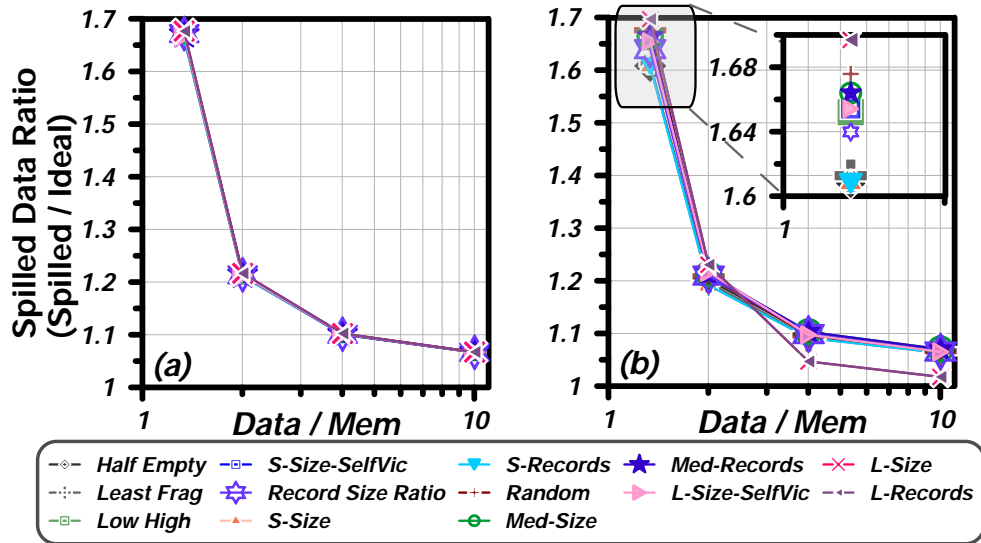 Spilled Data Ratio
(Spilled / Ideal)
1.7
1.6
1.5
1.4
1.3
1.2
1.1
1
(a)
1
10
Data / Mem
1.7
1.6
1.5
1.4
1.3
1.2
1.1
1
(b)
1
10
Data / Mem
1.68
1.64
1.6
1
Half Empty
S-Size-SelfVic
S-Records
Med-Records
L-Size
Least Frag
Record Size Ratio
Random
L-Size-SelfVic
L-Records
Low High
S-Size
Med-Size